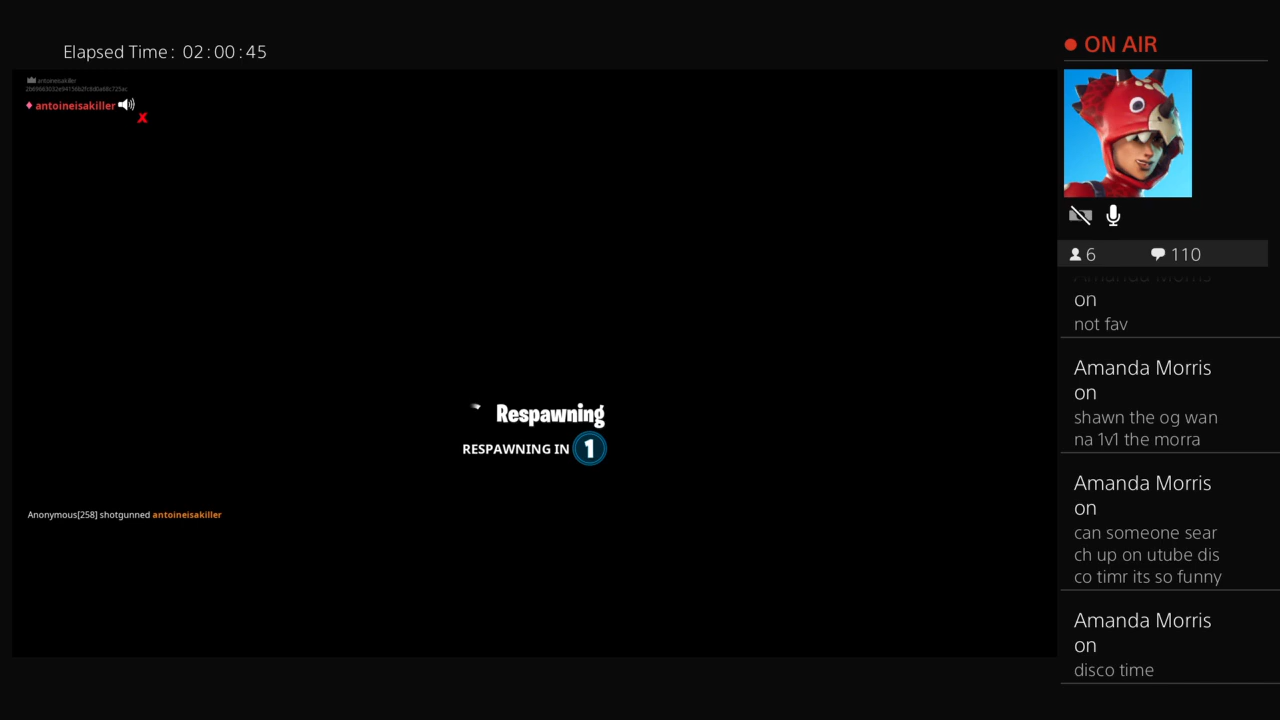 Elapsed Time: 02:00:45
ON AIR
antoineisakiller
antoineisakiller
X
6 110
Amanda Morris
on
not fav
Amanda Morris
on
shawn the og wan
na 1v1 the morra
Amanda Morris
on
can someone sear
ch up on utube dis
co timr its so funny
Amanda Morris
on
disco time
Respawning
RESPAWNING IN 1
Anonymous[258] shotgunned antoineisakiller